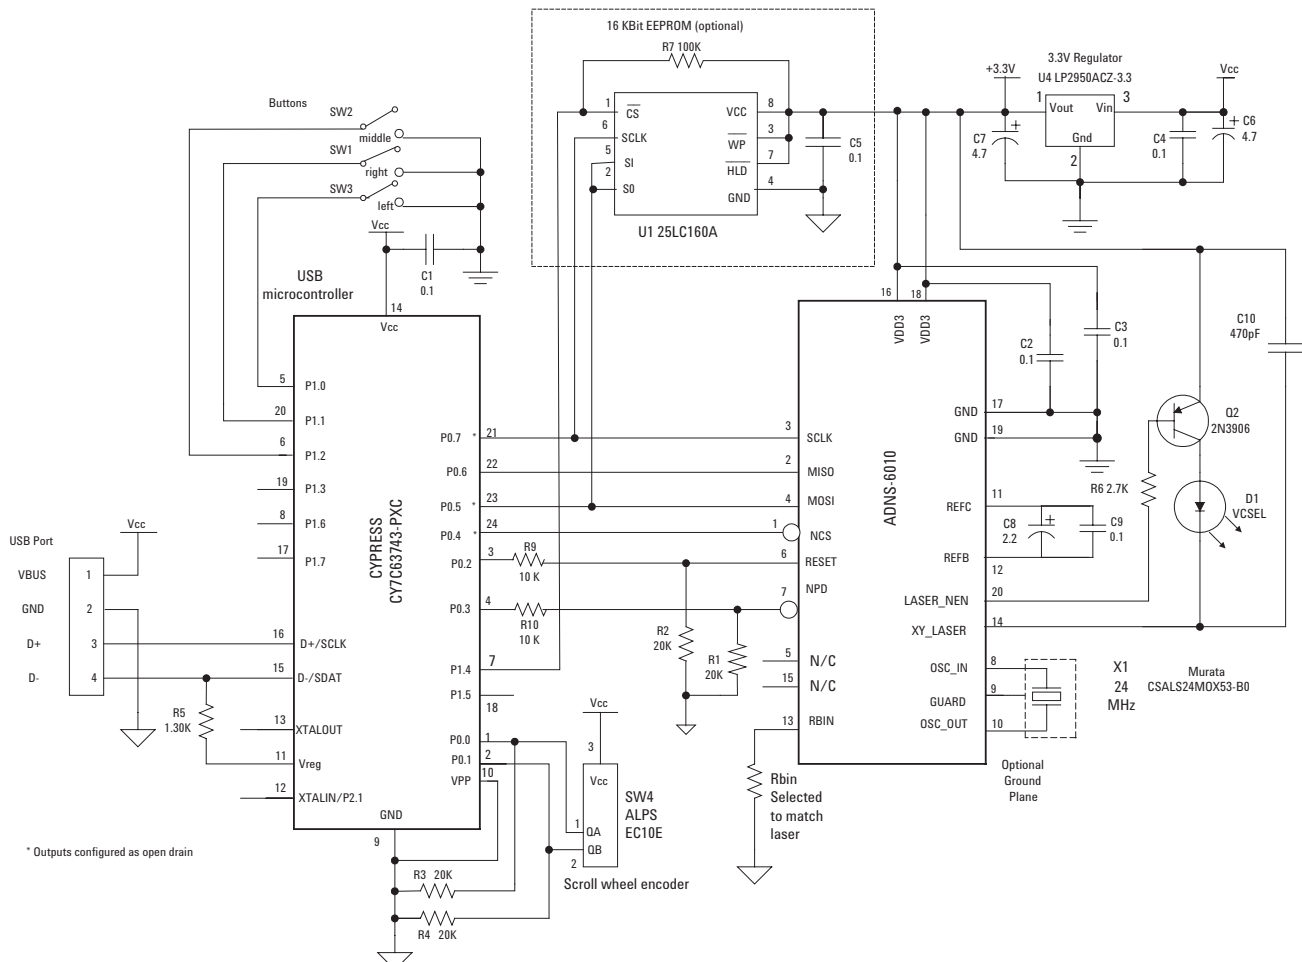 16 KBit EEPROM (optional)
R7 100K
1
CS
6
SCLK
5
SI
2
S0
VCC
8
WP
3
HLD
7
GND
4
U1 25LC160A
C5
0.1
+3.3V
3.3V Regulator
U4 LP2950ACZ-3.3
1
Vout
Vin
3
Gnd
2
Vcc
C7
4.7
+
C4
0.1
+
C6
4.7
Buttons
SW2
middle
SW1
right
SW3
left
Vcc
C1
0.1
USB
microcontroller
14
Vcc
5
P1.0
20
P1.1
6
P1.2
19
P1.3
8
P1.6
17
P1.7
16
D+/SCLK
15
D-/SDAT
13
XTALOUT
11
Vreg
12
XTALIN/P2.1
GND
9
CYPRESS
CY7C63743-PXC
P0.7
*
21
P0.6
22
P0.5
*
23
P0.4
*
24
P0.2
3
P0.3
4
P1.4
7
P1.5
18
P0.0
1
P0.1
2
VPP
10
USB Port
Vcc
VBUS
1
GND
2
D+
3
D-
4
R5
1.30K
R9
10 K
R10
10 K
R2
20K
R1
20K
R3 20K
R4 20K
Vcc
3
Vcc
1
QA
QB
2
SW4
ALPS
EC10E
Scroll wheel encoder
* Outputs configured as open drain
16
18
VDD3
VDD3
3
SCLK
2
MISO
4
MOSI
1
NCS
6
RESET
7
NPD
5
N/C
15
N/C
13
RBIN
ADNS-6010
GND
17
GND
19
REFC
11
REFB
12
LASER_NEN
20
XY_LASER
14
OSC_IN
8
GUARD
9
OSC_OUT
10
C2
0.1
C3
0.1
C8
2.2
+
C9
0.1
C10
470pF
Q2
2N3906
R6 2.7K
D1
VCSEL
X1
24
MHz
Murata
CSALS24MOX53-B0
Optional
Ground
Plane
Rbin
Selected
to match
laser